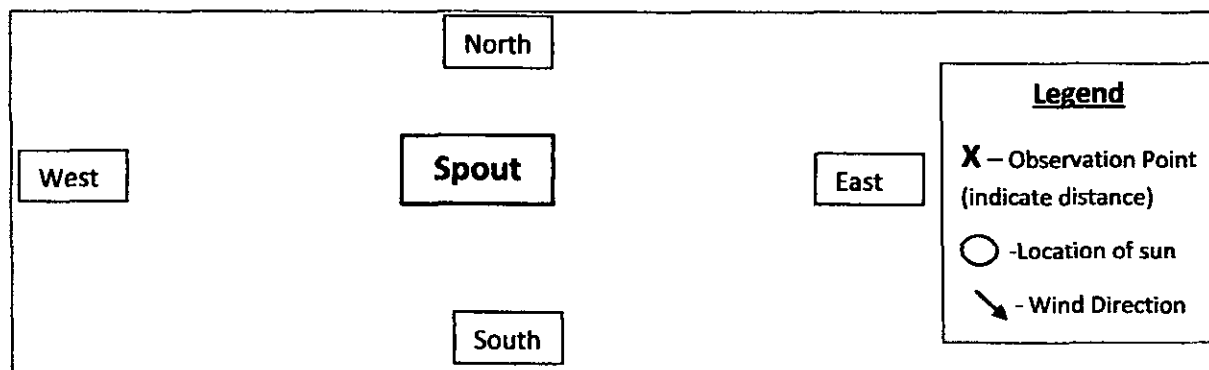 North
Legend
West
Spout
East
X – Observation Point
(indicate distance)
-Location of sun
- Wind Direction
South